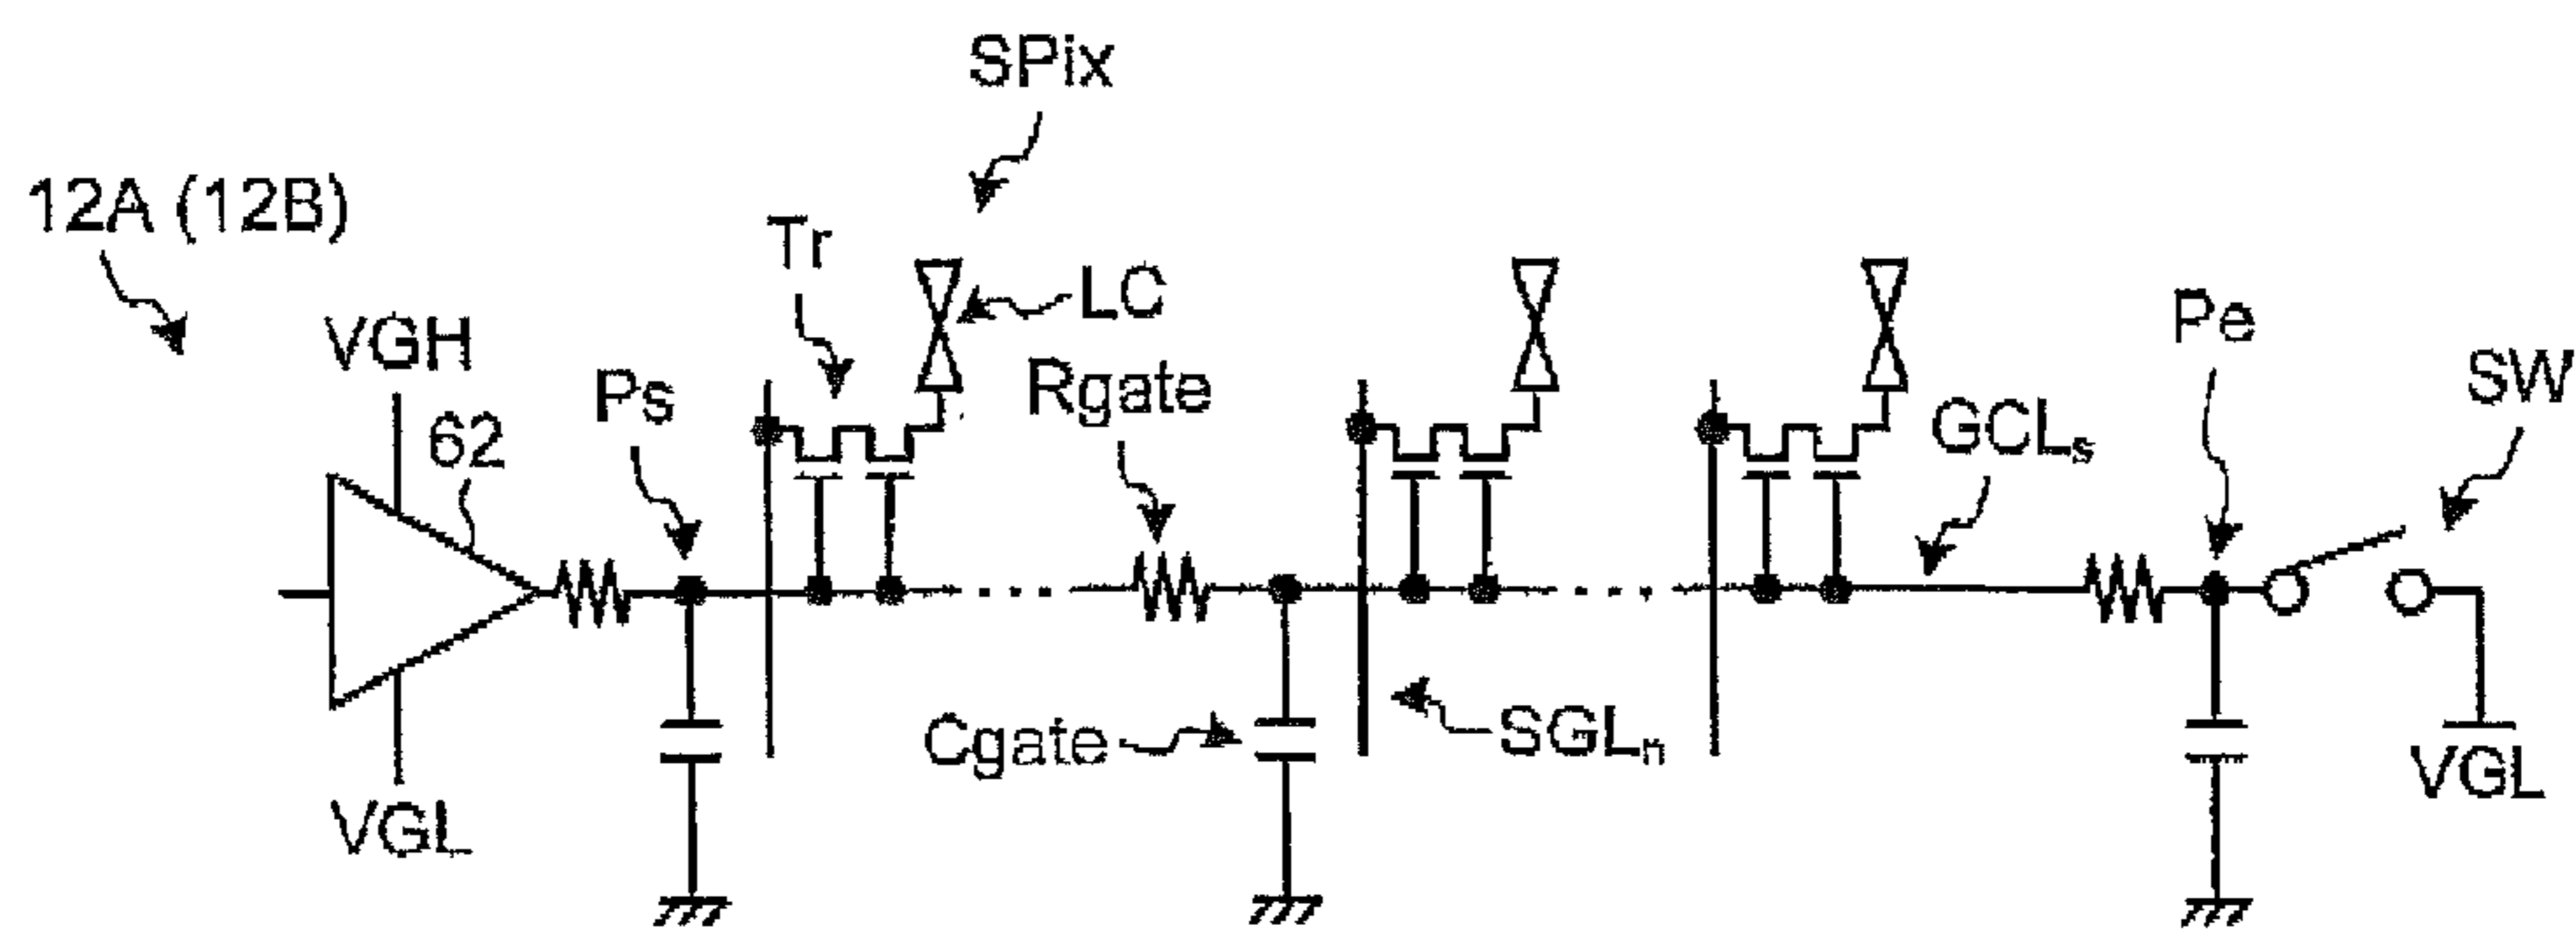 SPix
12A (12B)
Tr
LC
VGH
Pe
Ps
Rgate
SW
62
GCLs
Cgate
SGLn
VGL
VGL